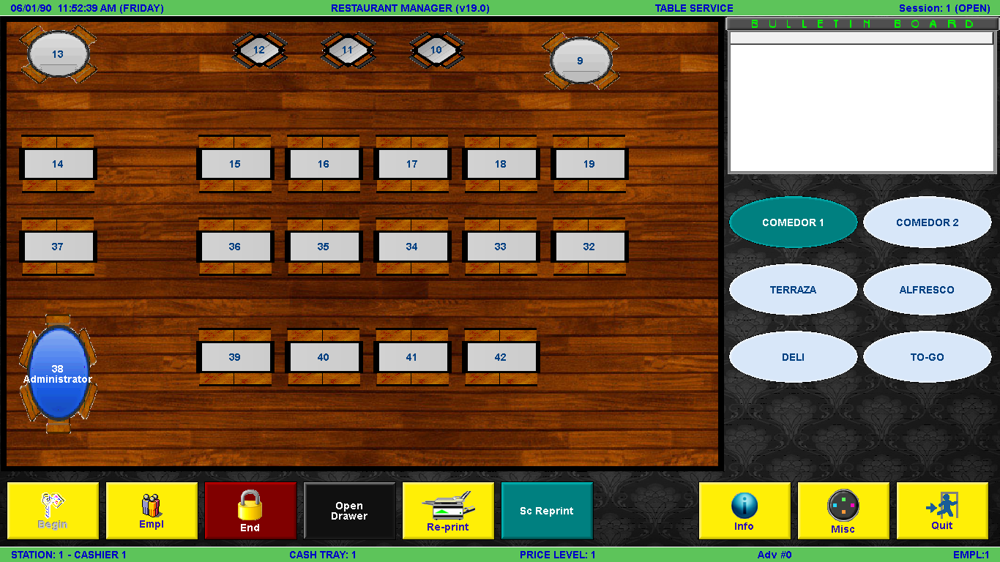 06/01/90 11:52:39 AM (FRIDAY) RESTAURANT MANAGER (v19.0) TABLE SERVICE Session: 1 (OPEN)
BULLETIN BOARD
13 12 11 10 9
14 15 16 17 18 19
37 36 35 34 33 32
38
Administrator
39 40 41 42
COMEDOR 1 COMEDOR 2
TERRAZA ALFRESCO
DELI TO-GO
Begin
Empl
End
Open
Drawer
Re-print
Sc Reprint
Info
Misc
Quit
STATION: 1 - CASHIER 1 CASH TRAY: 1 PRICE LEVEL: 1 Adv #0 EMPL:1